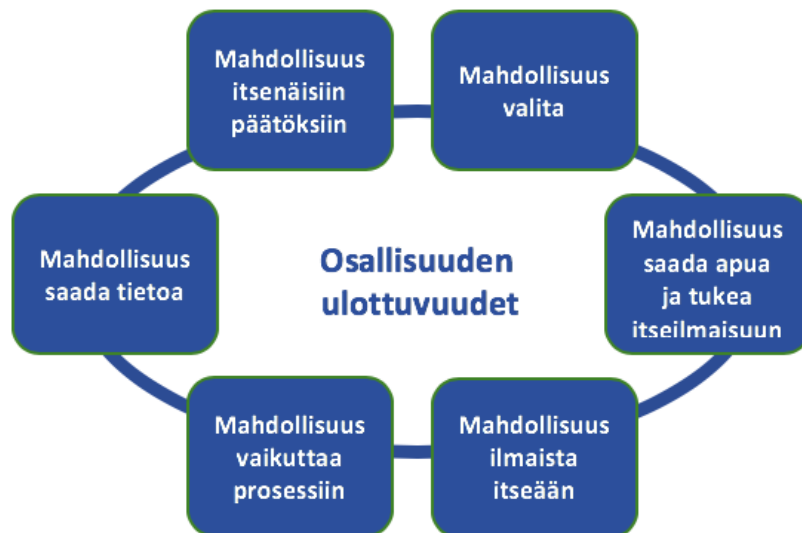 Mahdollisuus
itsenäisiin
päätöksiin
Mahdollisuus
valita
Mahdollisuus
saada tietoa
Osallisuuden
ulottuvuudet
Mahdollisuus
saada apua
ja tukea
itseilmaisuun
Mahdollisuus
vaikuttaa
prosessiin
Mahdollisuus
ilmaista
itseään